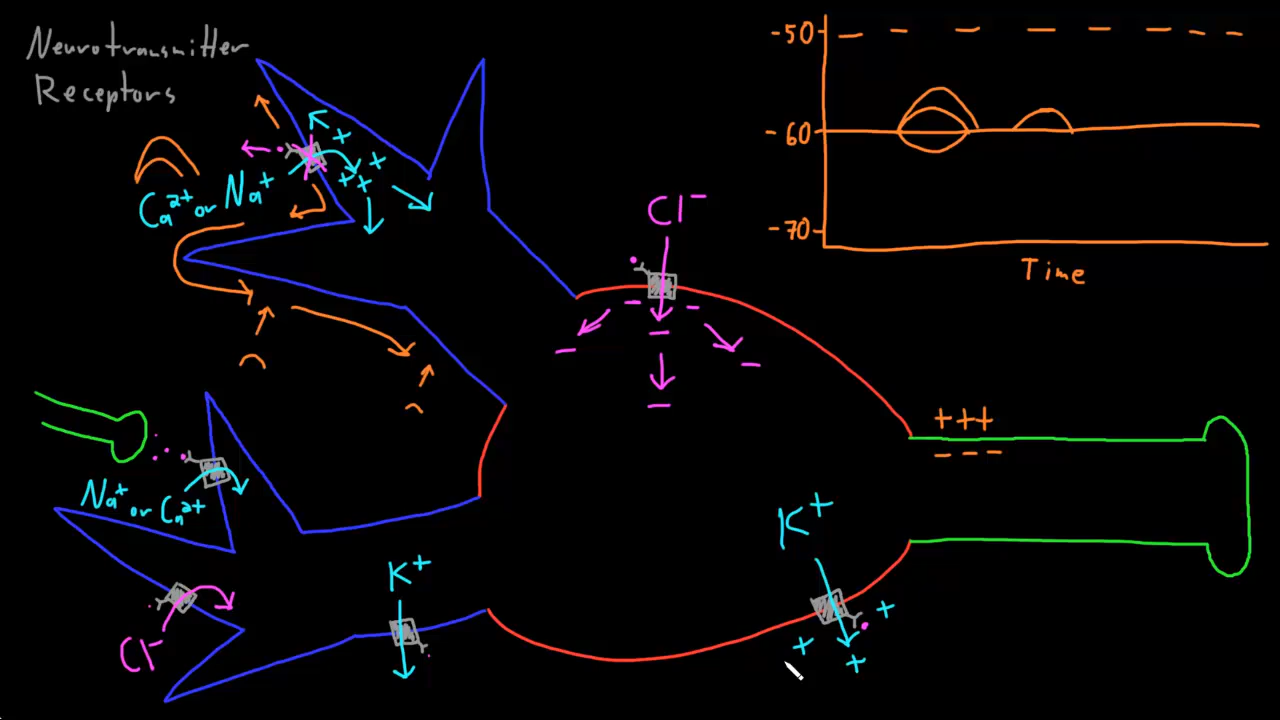 Neurotransmitter
Receptors
Ca²⁺ or Na⁺
Na⁺ or Ca²⁺
Cl⁻
K⁺
Cl⁻
K⁺
+++
---
-50
-60
-70
Time